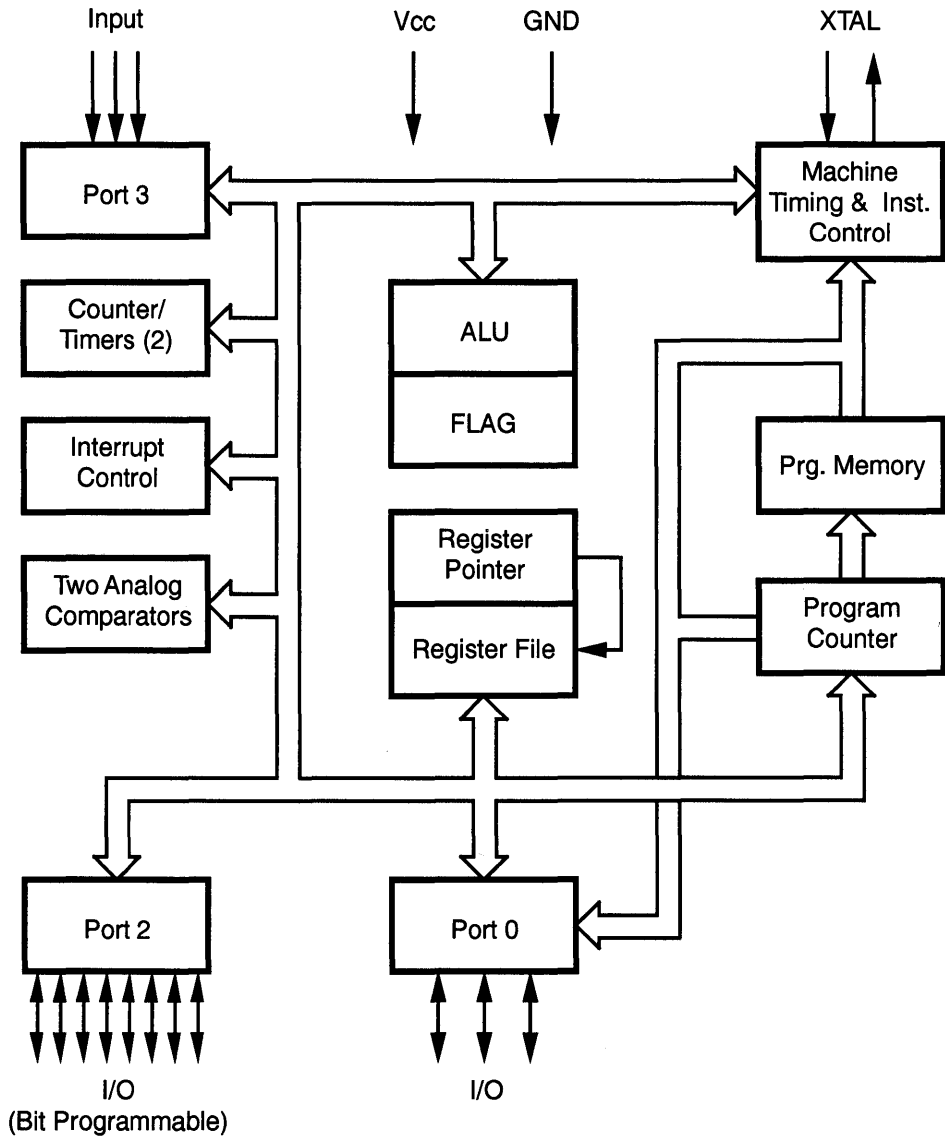 Input
Vcc
GND
XTAL
Port 3
Machine
Timing & Inst.
Control
Counter/
Timers (2)
ALU
FLAG
Interrupt
Control
Prg. Memory
Register
Pointer
Two Analog
Comparators
Program
Counter
Register File
Port 2
Port 0
I/O
(Bit Programmable)
I/O